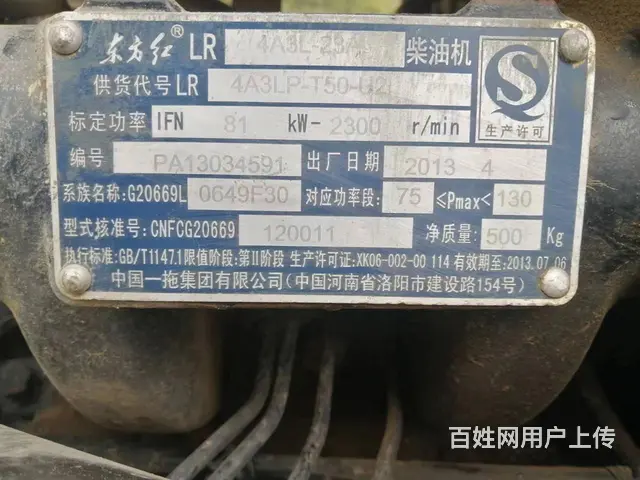 东方红® LR 4A3L-23 柴油机
供货代号LR 4A3LP-T50-U2
标定功率 IFN 81 kW- 2300 r/min
生产许可
编号 PA13034591 出厂日期 2013 4
系族名称:G20669L 0649F30 对应功率段: 75 ≤Pmax< 130
型式核准号:CNFCG20669 120011 净质量: 500 Kg
执行标准:GB/T1147.1 限值阶段:第II阶段 生产许可证:XK06-002-00 114 有效期至:2013.07.06
中国一拖集团有限公司(中国河南省洛阳市建设路154号)
百姓网用户上传